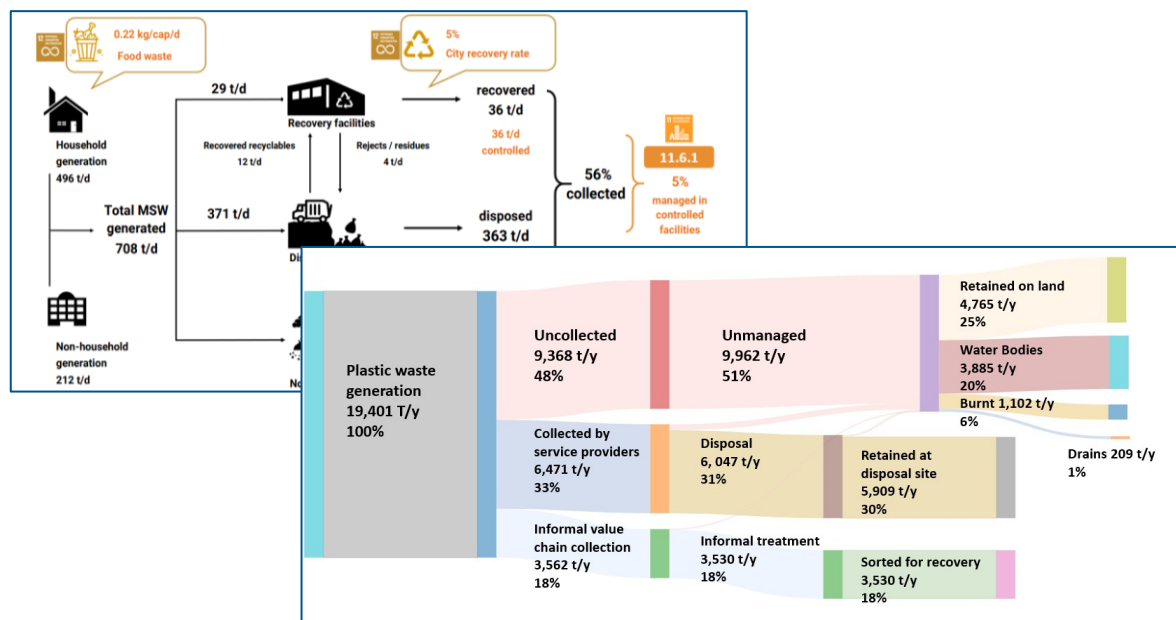 0.22 kg/cap/d
Food waste
5%
City recovery rate
29 t/d
Recovery facilities
recovered
36 t/d
36 t/d
controlled
Household
generation
496 t/d
Recovered recyclables
12 t/d
Rejects / residues
4 t/d
56%
collected
11.6.1
5%
managed in
controlled
facilities
Total MSW
generated
708 t/d
371 t/d
disposed
363 t/d
Non-household
generation
212 t/d
Plastic waste
generation
19,401 T/y
100%
Uncollected
9,368 t/y
48%
Unmanaged
9,962 t/y
51%
Retained on land
4,765 t/y
25%
Water Bodies
3,885 t/y
20%
Burnt 1,102 t/y
6%
Drains 209 t/y
1%
Collected by
service providers
6,471 t/y
33%
Disposal
6, 047 t/y
31%
Retained at
disposal site
5,909 t/y
30%
Informal value
chain collection
3,562 t/y
18%
Informal treatment
3,530 t/y
18%
Sorted for recovery
3,530 t/y
18%